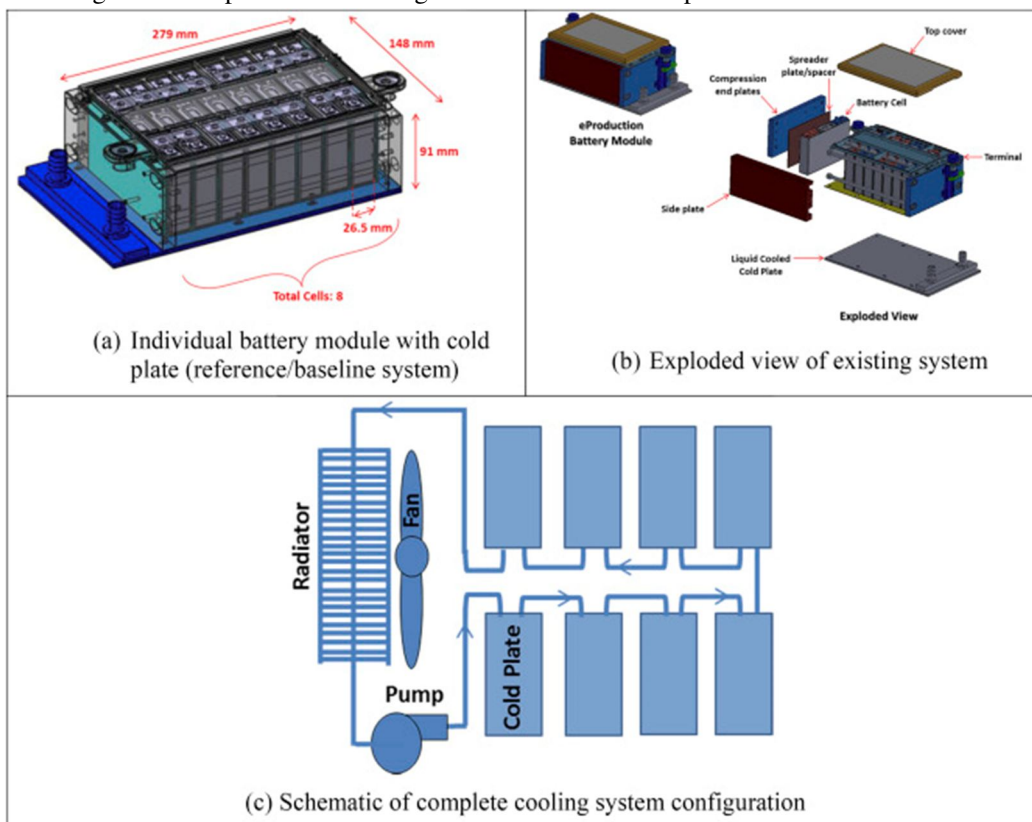 279 mm
148 mm
91 mm
26.5 mm
Total Cells: 8
(a) Individual battery module with cold
plate (reference/baseline system)
Top cover
Spreader
plate/spacer
Compression
end plates
Battery Cell
eProduction
Battery Module
Terminal
Side plate
Liquid Cooled
Cold Plate
Exploded View
(b) Exploded view of existing system
Radiator
Fan
Pump
Cold Plate
(c) Schematic of complete cooling system configuration